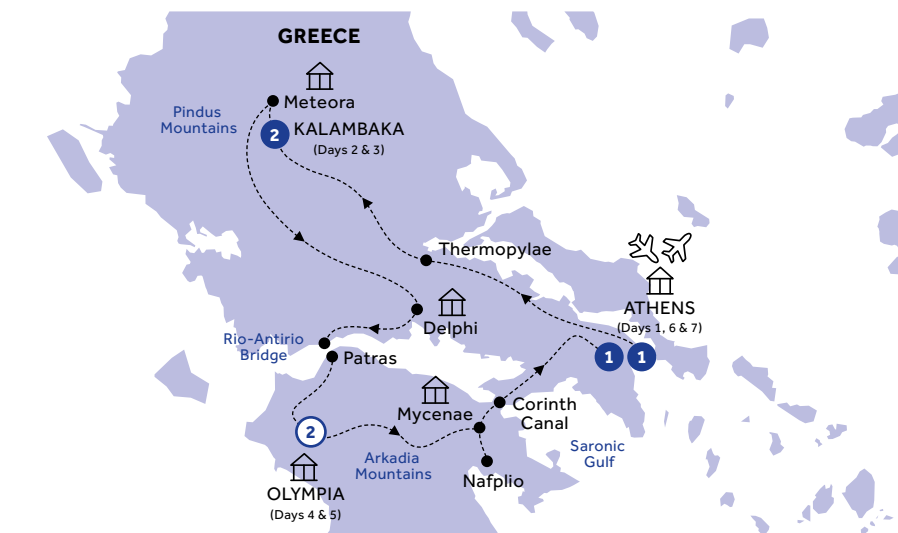 GREECE
Meteora
Pindus
Mountains
2
KALAMBAKA
(Days 2 & 3)
Thermopylae
ATHENS
(Days 1, 6 & 7)
1
1
Delphi
Rio-Antirio
Bridge
Patras
Mycenae
Corinth
Canal
2
Arkadia
Mountains
Saronic
Gulf
Nafplio
OLYMPIA
(Days 4 & 5)